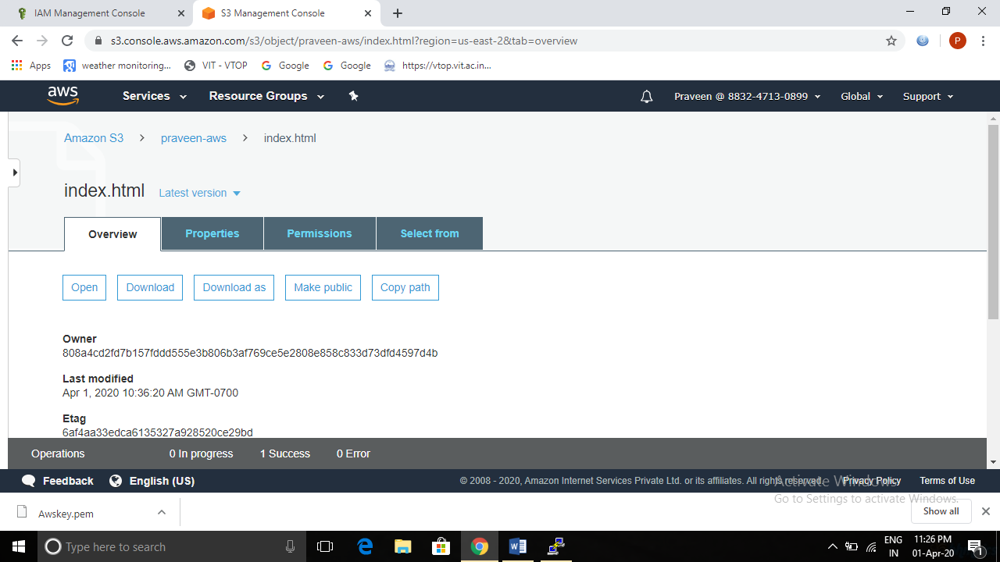 IAM Management Console
S3 Management Console
s3.console.aws.amazon.com/s3/object/praveen-aws/index.html?region=us-east-2&tab=overview
P
Apps
weather monitoring...
VIT - VTOP
Google
Google
https://vtop.vit.ac.in...
aws
Services
Resource Groups
Praveen @ 8832-4713-0899
Global
Support
Amazon S3
praveen-aws
index.html
index.html
Latest version
Overview
Properties
Permissions
Select from
Open
Download
Download as
Make public
Copy path
Owner
808a4cd2fd7b157fddd555e3b806b3af769ce5e2808e858c833d73dfd4597d4b
Last modified
Apr 1, 2020 10:36:20 AM GMT-0700
Etag
6af4aa33edca6135327a928520ce29bd
Operations
0 In progress
1 Success
0 Error
Feedback
English (US)
© 2008 - 2020, Amazon Internet Services Private Ltd. or its affiliates. All rights reserved.
Privacy Policy
Terms of Use
Activate Windows
Go to Settings to activate Windows.
Awskey.pem
Show all
Type here to search
ENG
IN
11:26 PM
01-Apr-20
1